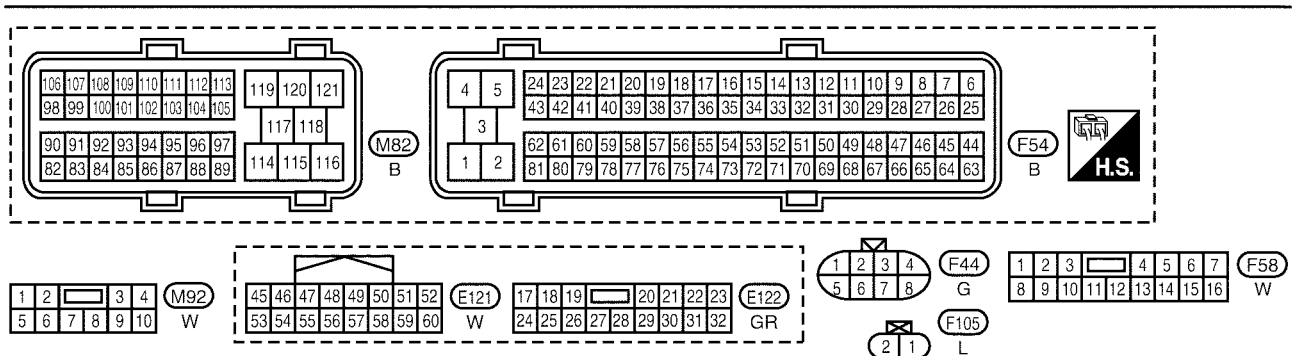 106 107 108 109 110 111 112 113
98 99 100 101 102 103 104 105
90 91 92 93 94 95 96 97
82 83 84 85 86 87 88 89
119 120 121
117 118
114 115 116
M82
B
4 5
3
1 2
24 23 22 21 20 19 18 17 16 15 14 13 12 11 10 9 8 7 6
43 42 41 40 39 38 37 36 35 34 33 32 31 30 29 28 27 26 25
62 61 60 59 58 57 56 55 54 53 52 51 50 49 48 47 46 45 44
81 80 79 78 77 76 75 74 73 72 71 70 69 68 67 66 65 64 63
F54
B
H.S.
1 2 3 4
5 6 7 8 9 10
M92
W
45 46 47 48 49 50 51 52
53 54 55 56 57 58 59 60
E121
W
17 18 19 20 21 22 23
24 25 26 27 28 29 30 31 32
E122
GR
1 2 3 4
5 6 7 8
F44
G
2 1
F105
L
1 2 3 4 5 6 7
8 9 10 11 12 13 14 15 16
F58
W